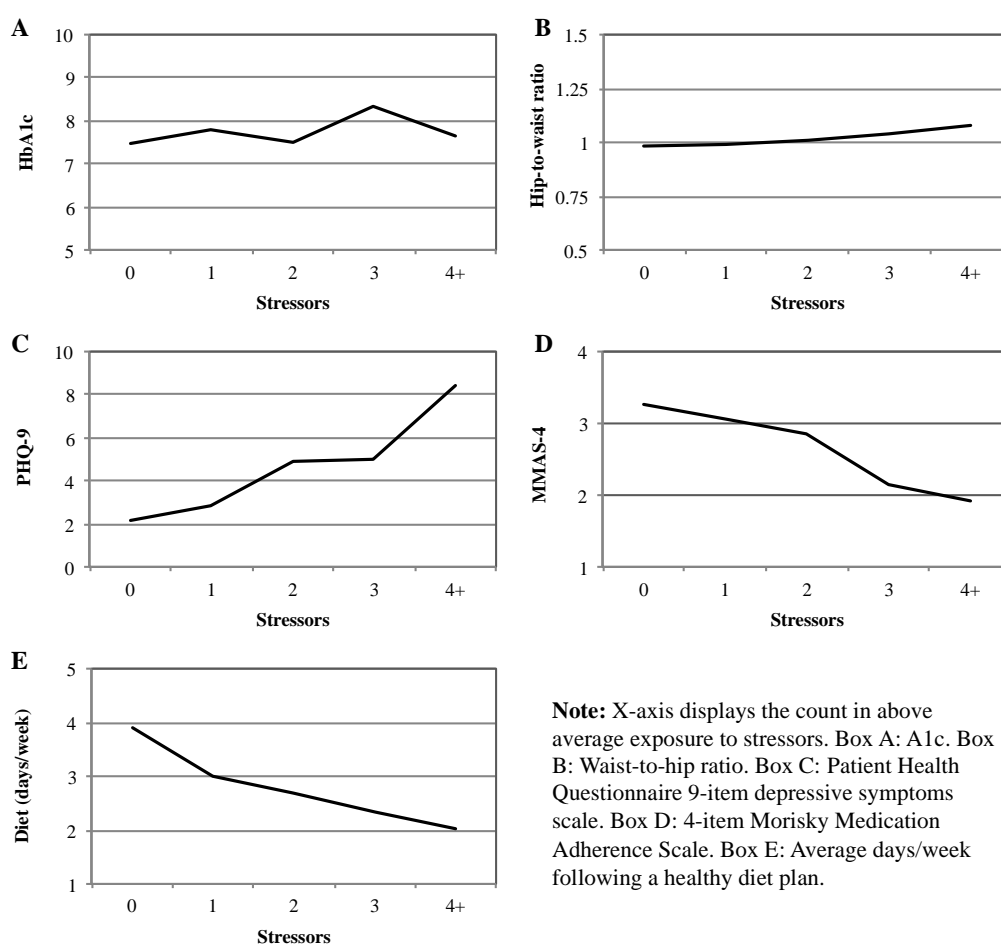 A
10
9
8
7
6
5
HbA1c
0 1 2 3 4+
Stressors
B
1.5
1.25
1
0.75
0.5
Hip-to-waist ratio
0 1 2 3 4+
Stressors
C
10
8
6
4
2
0
PHQ-9
0 1 2 3 4+
Stressors
D
4
3
2
1
MMAS-4
0 1 2 3 4+
Stressors
E
5
4
3
2
1
Diet (days/week)
0 1 2 3 4+
Stressors
Note: X-axis displays the count in above
average exposure to stressors. Box A: A1c. Box
B: Waist-to-hip ratio. Box C: Patient Health
Questionnaire 9-item depressive symptoms
scale. Box D: 4-item Morisky Medication
Adherence Scale. Box E: Average days/week
following a healthy diet plan.